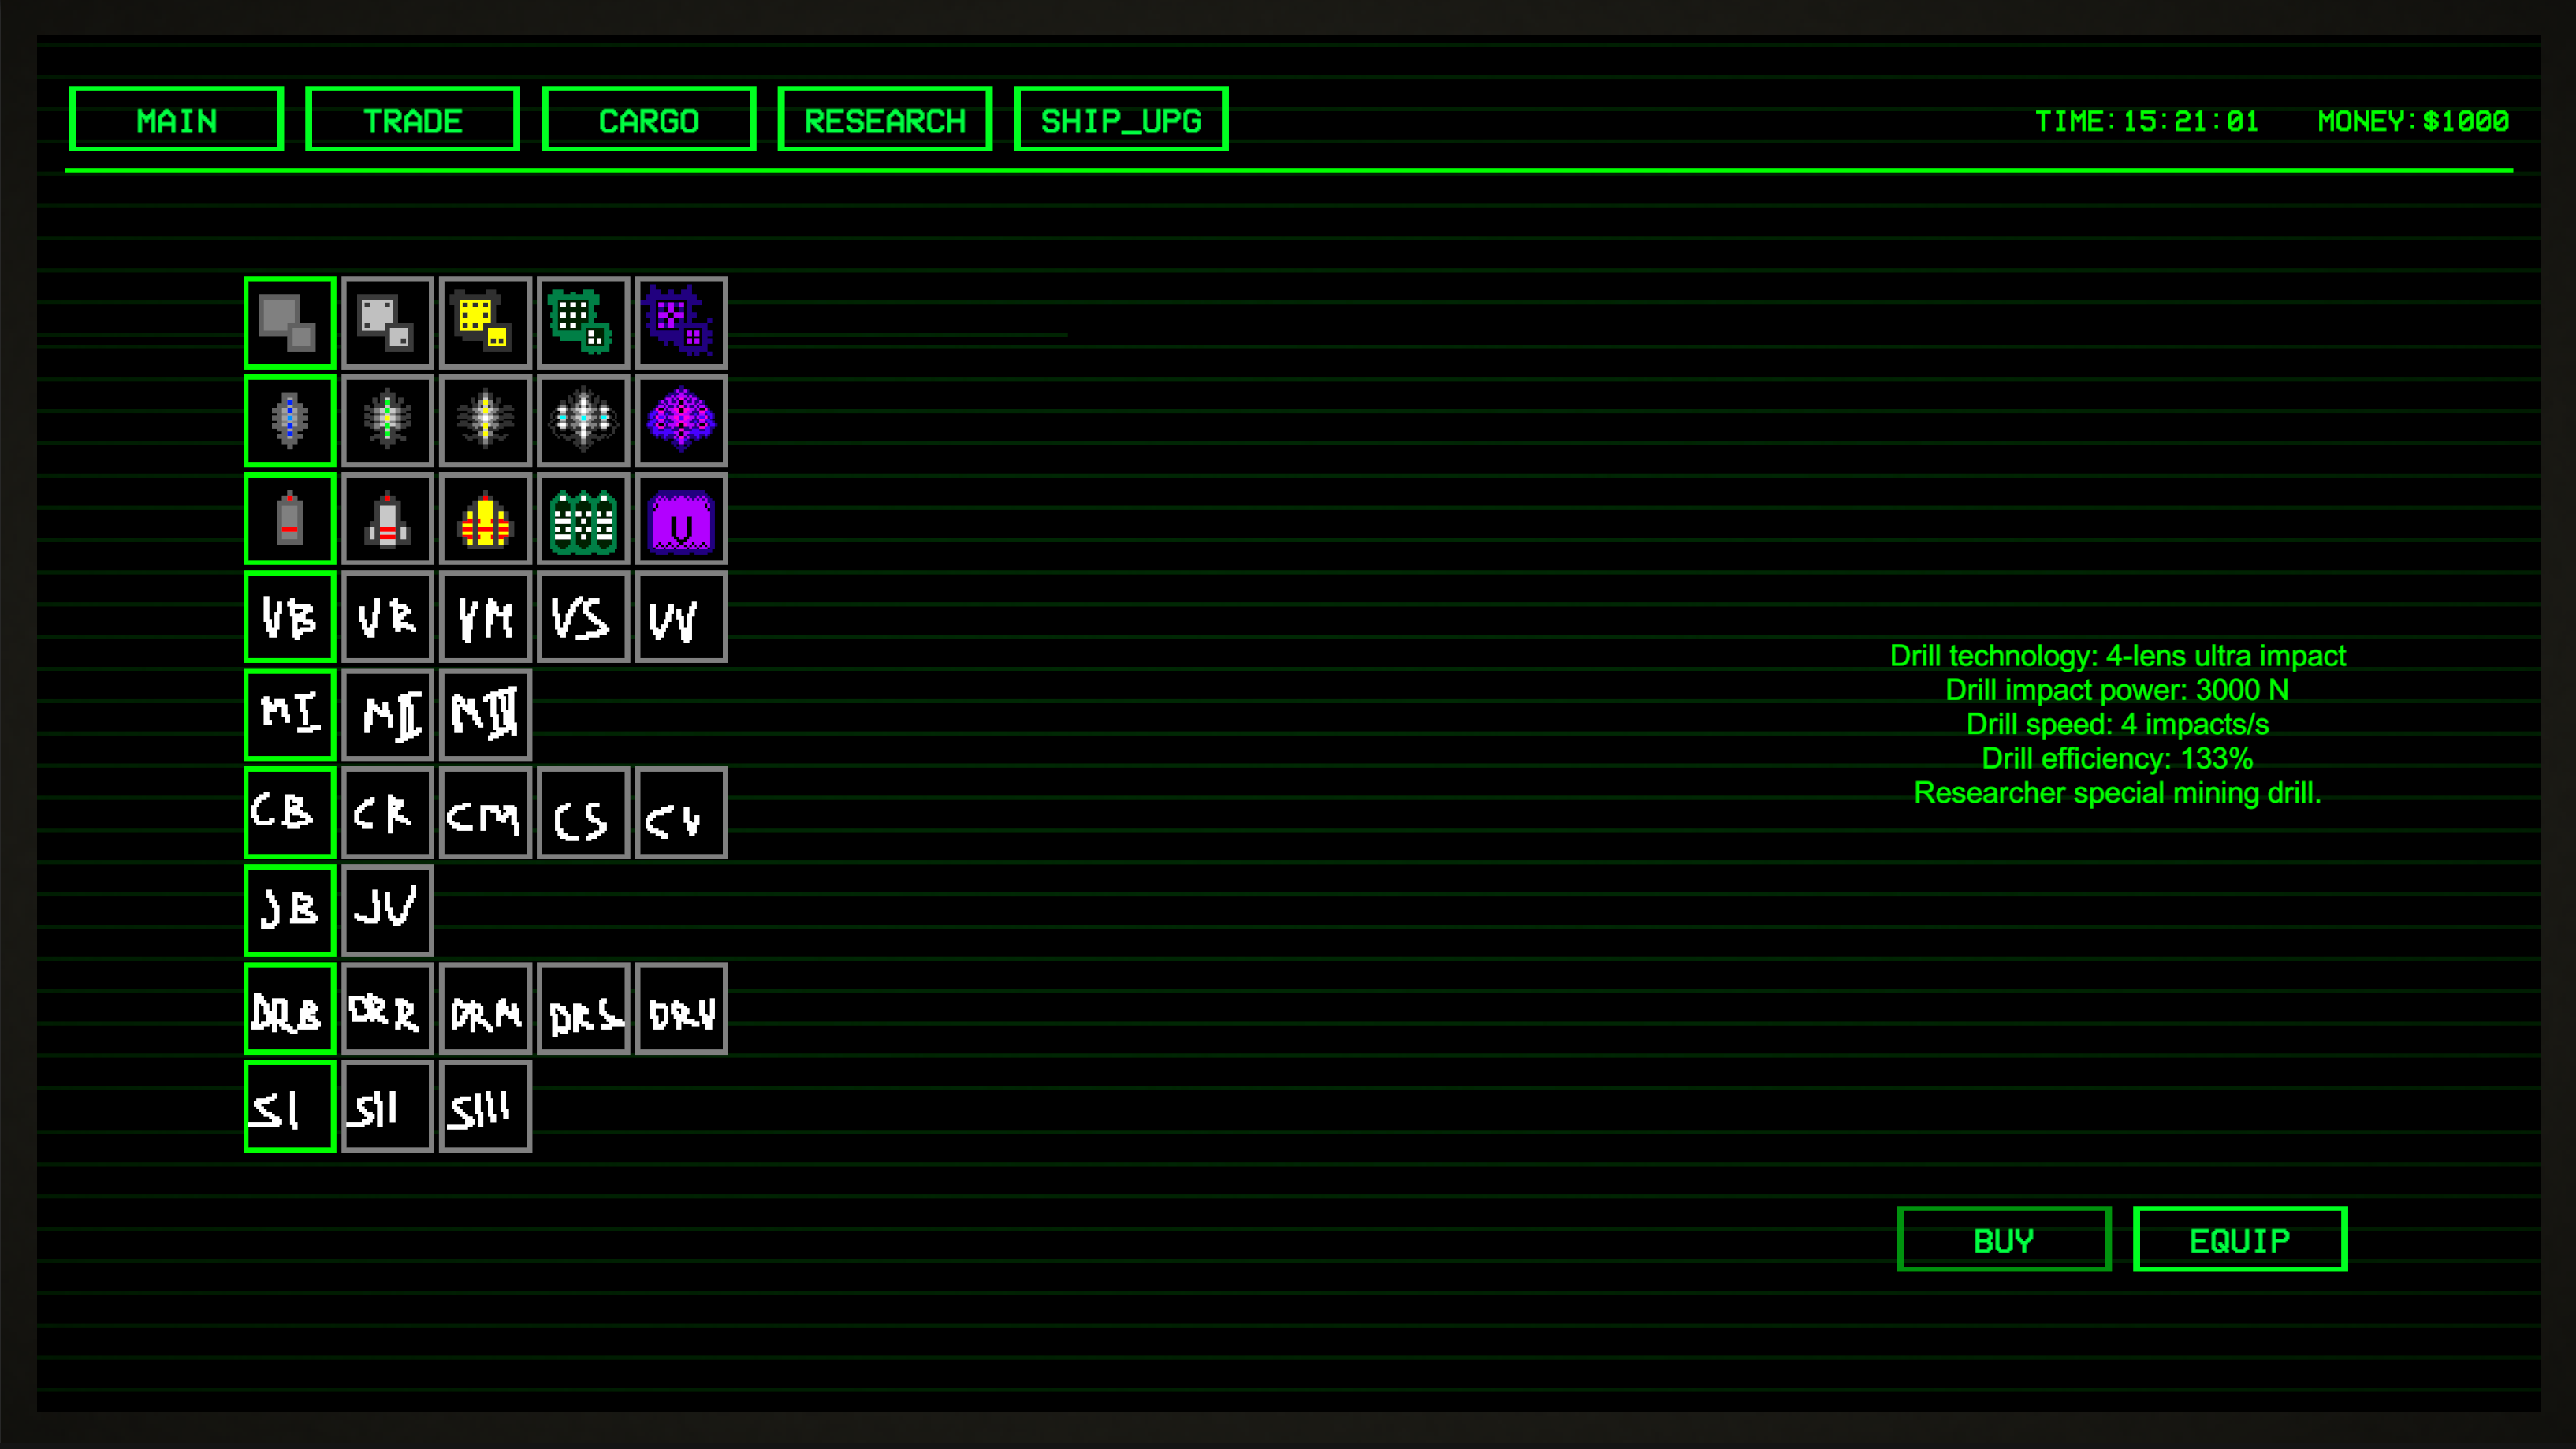 MAIN TRADE CARGO RESEARCH SHIP_UPG TIME:15:21:01 MONEY:$1000
VB VR VM VS VV
MI MII MIII
CB CR CM CS CV
JB JV
DRB DRR DRM DRS DRV
SI SII SIII
Drill technology: 4-lens ultra impact
Drill impact power: 3000 N
Drill speed: 4 impacts/s
Drill efficiency: 133%
Researcher special mining drill.
BUY EQUIP